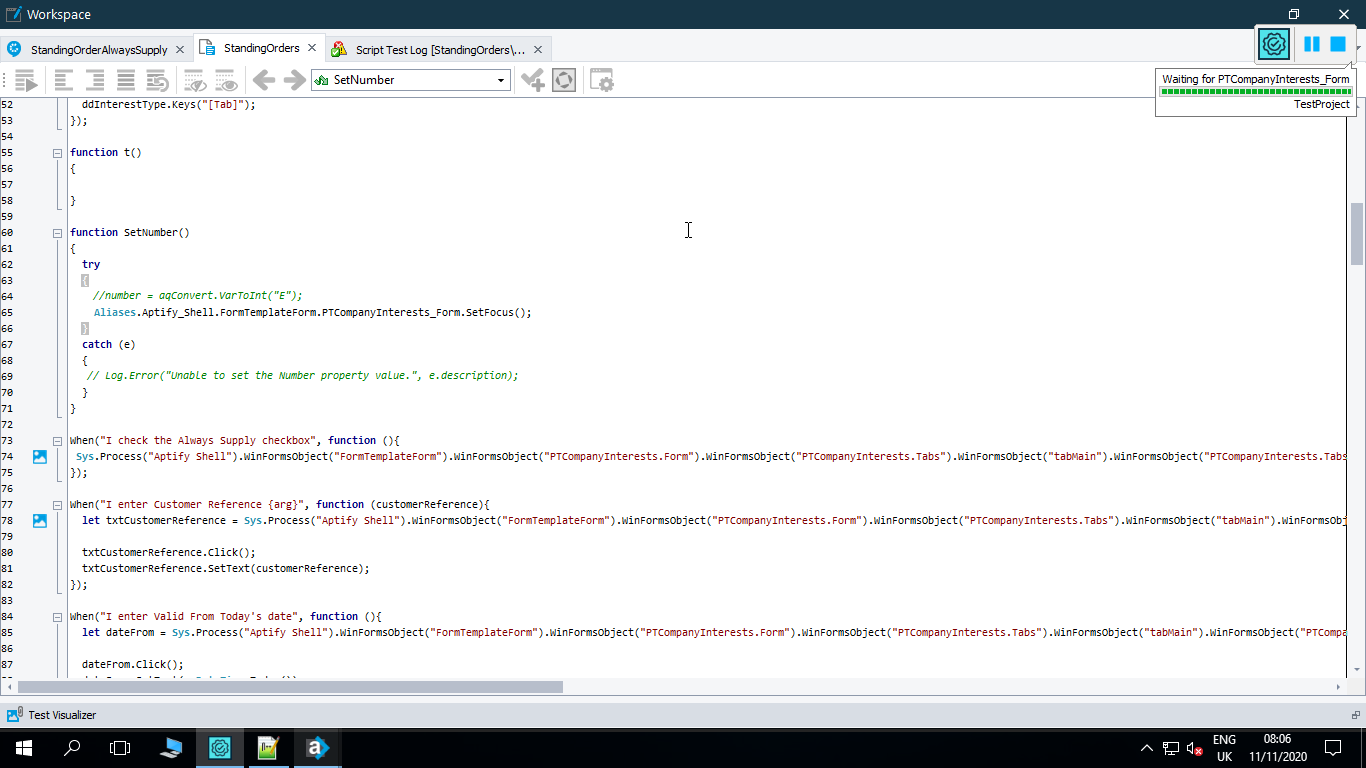 Workspace
StandingOrderAlwaysSupply
StandingOrders
Script Test Log [StandingOrders\...
SetNumber
Waiting for PTCompanyInterests_Form
TestProject
52 ddInterestType.Keys("[Tab]");
53 });
54
55 function t()
56 {
57
58 }
59
60 function SetNumber()
61 {
62 try
63 {
64 //number = aqConvert.VarToInt("E");
65 Aliases.Aptify_Shell.FormTemplateForm.PTCompanyInterests_Form.SetFocus();
66 }
67 catch (e)
68 {
69 // Log.Error("Unable to set the Number property value.", e.description);
70 }
71 }
72
73 When("I check the Always Supply checkbox", function (){
74 Sys.Process("Aptify Shell").WinFormsObject("FormTemplateForm").WinFormsObject("PTCompanyInterests.Form").WinFormsObject("PTCompanyInterests.Tabs").WinFormsObject("tabMain").WinFormsObject("PTCompanyInterests.Tabs
75 });
76
77 When("I enter Customer Reference {arg}", function (customerReference){
78 let txtCustomerReference = Sys.Process("Aptify Shell").WinFormsObject("FormTemplateForm").WinFormsObject("PTCompanyInterests.Form").WinFormsObject("PTCompanyInterests.Tabs").WinFormsObject("tabMain").WinFormsObj
79
80 txtCustomerReference.Click();
81 txtCustomerReference.SetText(customerReference);
82 });
83
84 When("I enter Valid From Today's date", function (){
85 let dateFrom = Sys.Process("Aptify Shell").WinFormsObject("FormTemplateForm").WinFormsObject("PTCompanyInterests.Form").WinFormsObject("PTCompanyInterests.Tabs").WinFormsObject("tabMain").WinFormsObject("PTCompa
86
87 dateFrom.Click();
Test Visualizer
ENG
UK
08:06
11/11/2020